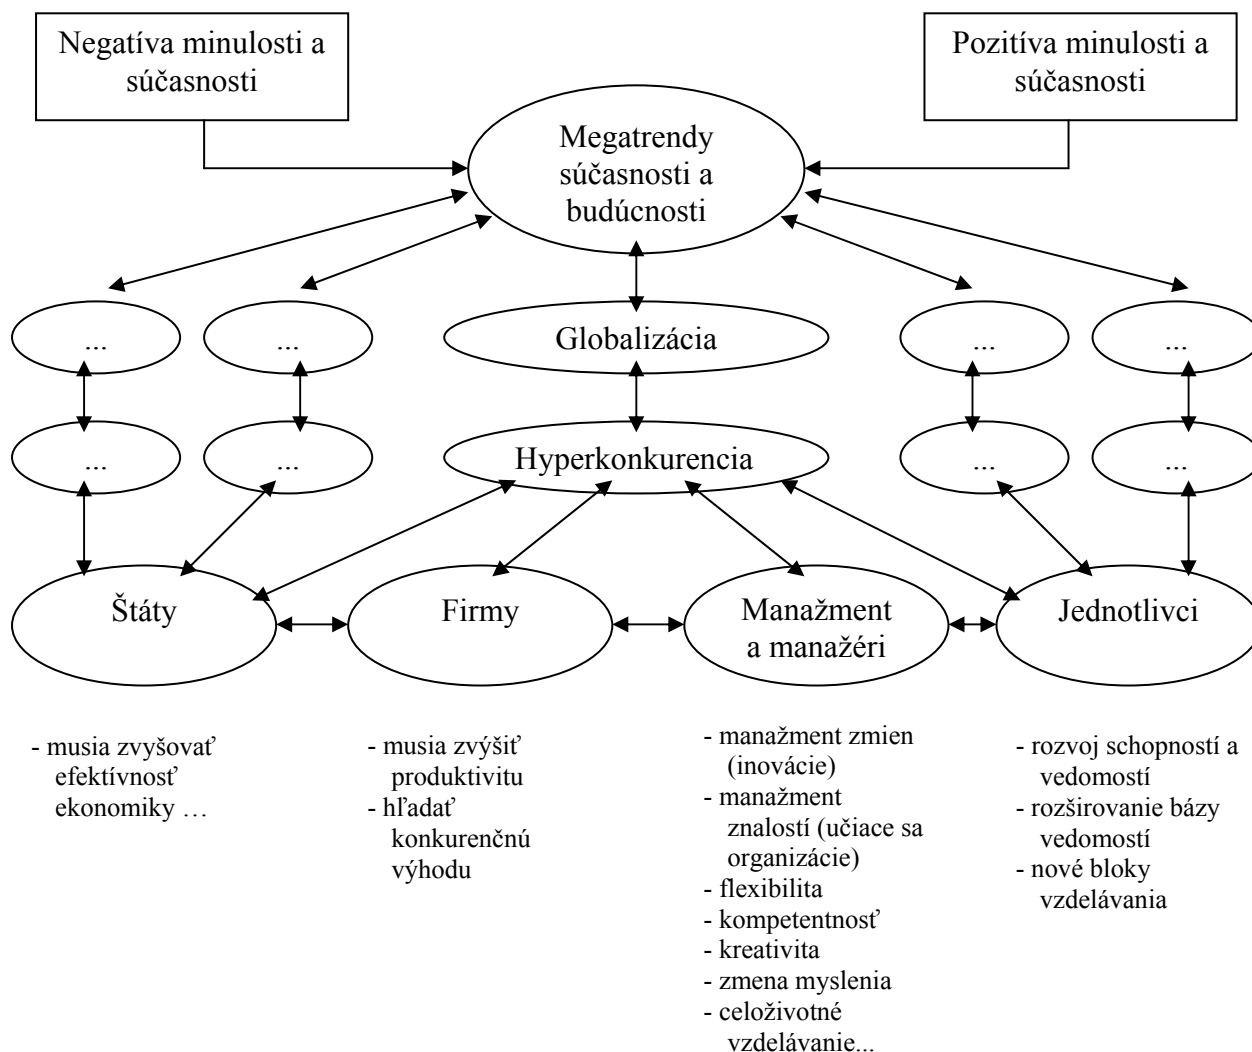 Negatíva minulosti a
súčasnosti
Pozitíva minulosti a
súčasnosti
Megatrendy
súčasnosti a
budúcnosti
...
...
Globalizácia
...
...
...
...
Hyperkonkurencia
...
...
Štáty
Firmy
Manažment
a manažéri
Jednotlivci
- musia zvyšovať
efektívnosť
ekonomiky …
- musia zvýšiť
produktivitu
- hľadať
konkurenčnú
výhodu
- manažment zmien
(inovácie)
- manažment
znalostí (učiace sa
organizácie)
- flexibilita
- kompetentnosť
- kreativita
- zmena myslenia
- celoživotné
vzdelávanie...
- rozvoj schopností a
vedomostí
- rozširovanie bázy
vedomostí
- nové bloky
vzdelávania